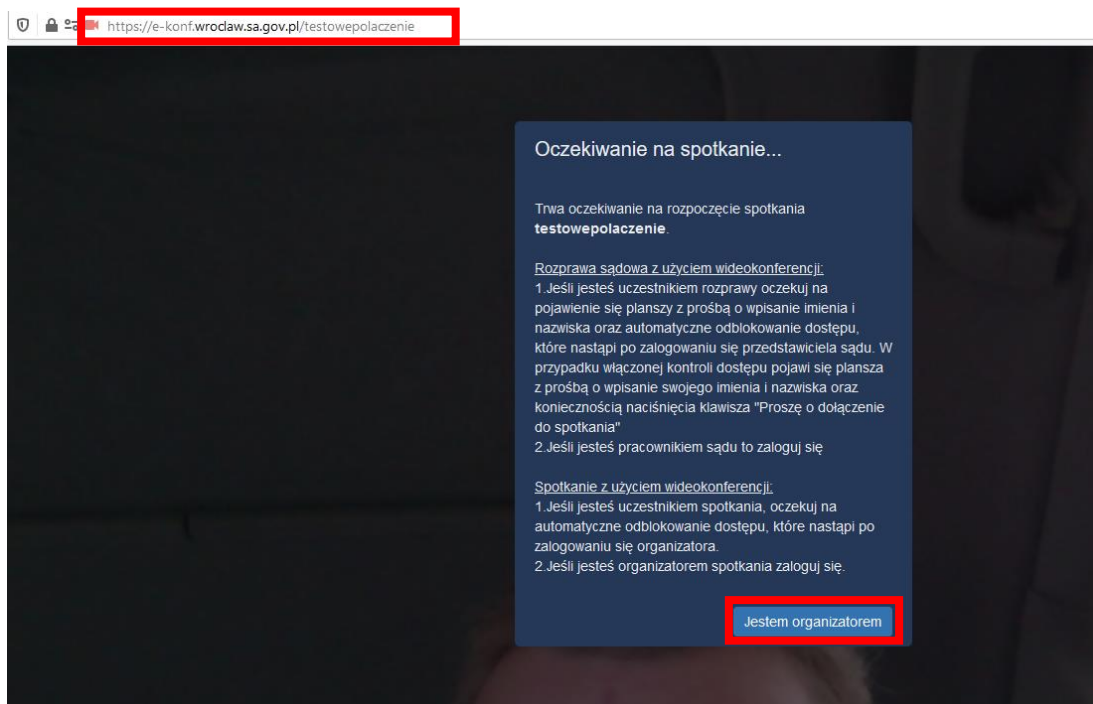 https://e-konf.wroclaw.sa.gov.pl/testowepolaczenie
Oczekiwanie na spotkanie...
Trwa oczekiwanie na rozpoczęcie spotkania
testowepolaczenie.
Rozprawa sądowa z użyciem wideokonferencji:
1.Jeśli jesteś uczestnikiem rozprawy oczekuj na
pojawienie się planszy z prośbą o wpisanie imienia i
nazwiska oraz automatyczne odblokowanie dostępu,
które nastąpi po zalogowaniu się przedstawiciela sądu. W
przypadku włączonej kontroli dostępu pojawi się plansza
z prośbą o wpisanie swojego imienia i nazwiska oraz
koniecznością naciśnięcia klawisza "Proszę o dołączenie
do spotkania"
2.Jeśli jesteś pracownikiem sądu to zaloguj się
Spotkanie z użyciem wideokonferencji:
1.Jeśli jesteś uczestnikiem spotkania, oczekuj na
automatyczne odblokowanie dostępu, które nastąpi po
zalogowaniu się organizatora.
2.Jeśli jesteś organizatorem spotkania zaloguj się.
Jestem organizatorem